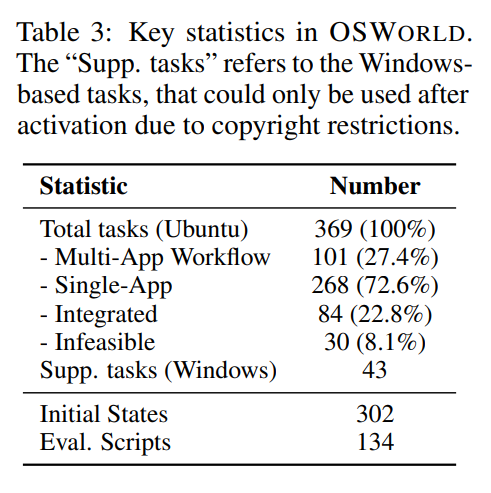 Table 3: Key statistics in OSWORLD.
The “Supp. tasks” refers to the Windows-
based tasks, that could only be used after
activation due to copyright restrictions.
Statistic Number
Total tasks (Ubuntu) 369 (100%)
- Multi-App Workflow 101 (27.4%)
- Single-App 268 (72.6%)
- Integrated 84 (22.8%)
- Infeasible 30 (8.1%)
Supp. tasks (Windows) 43
Initial States 302
Eval. Scripts 134